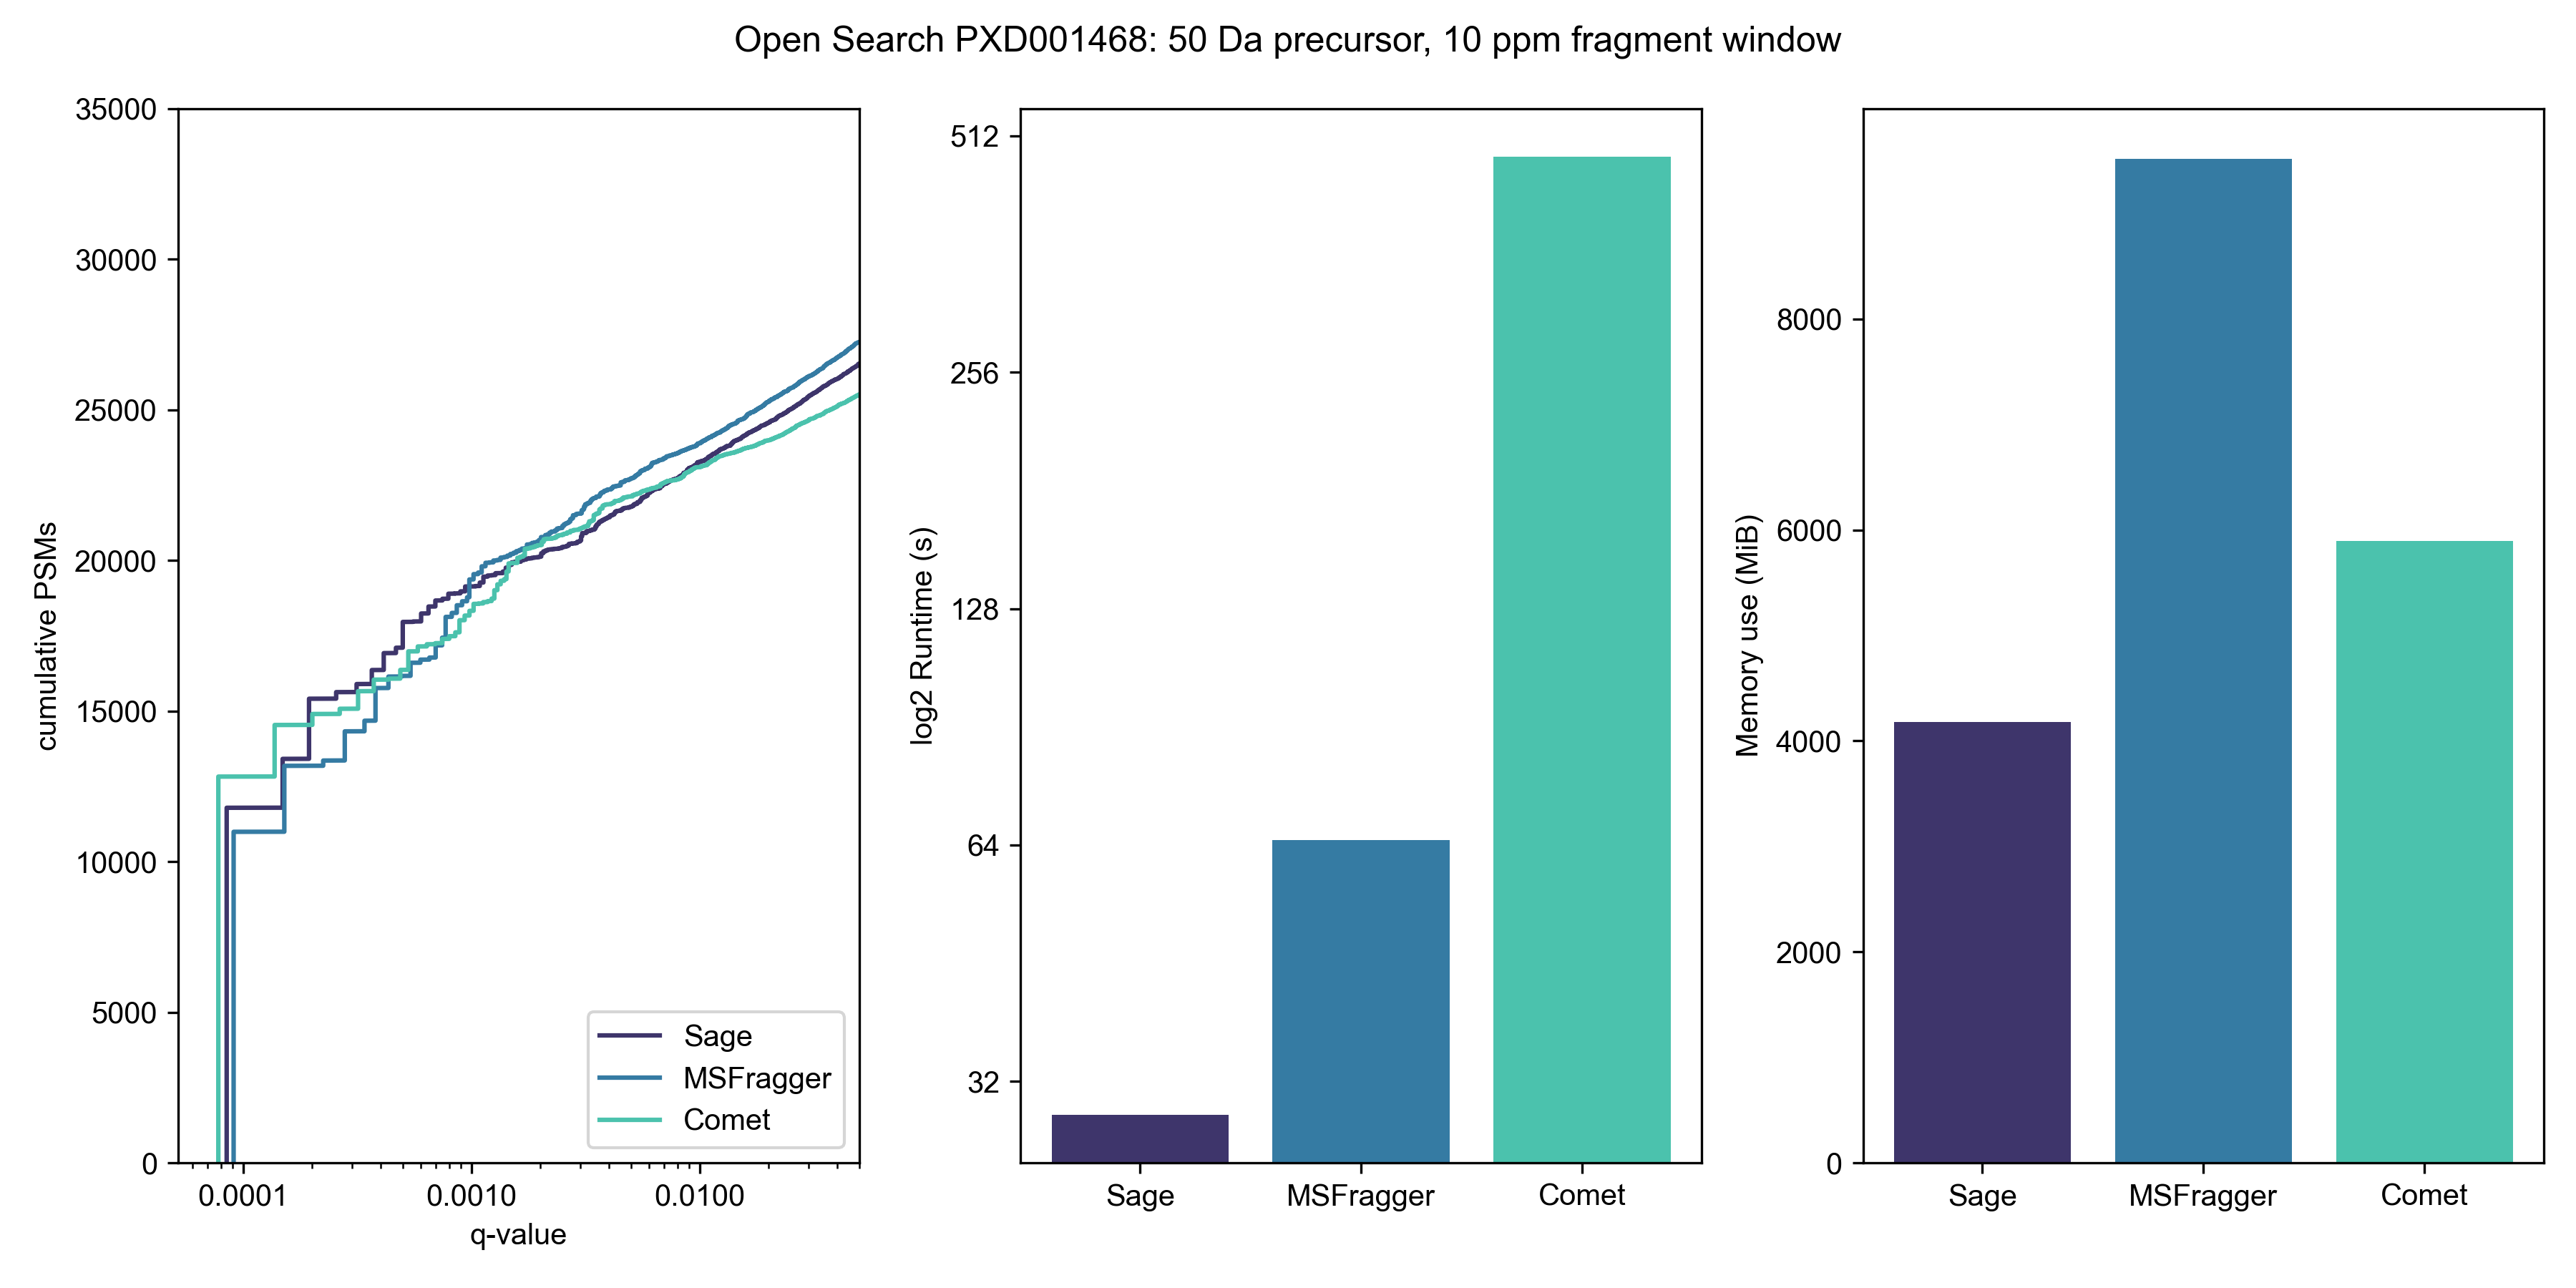 Open Search PXD001468: 50 Da precursor, 10 ppm fragment window
cumulative PSMs
35000
30000
25000
20000
15000
10000
5000
0
0.0001
0.0010
0.0100
q-value
Sage
MSFragger
Comet
log2 Runtime (s)
512
256
128
64
32
Sage
MSFragger
Comet
Memory use (MiB)
8000
6000
4000
2000
0
Sage
MSFragger
Comet